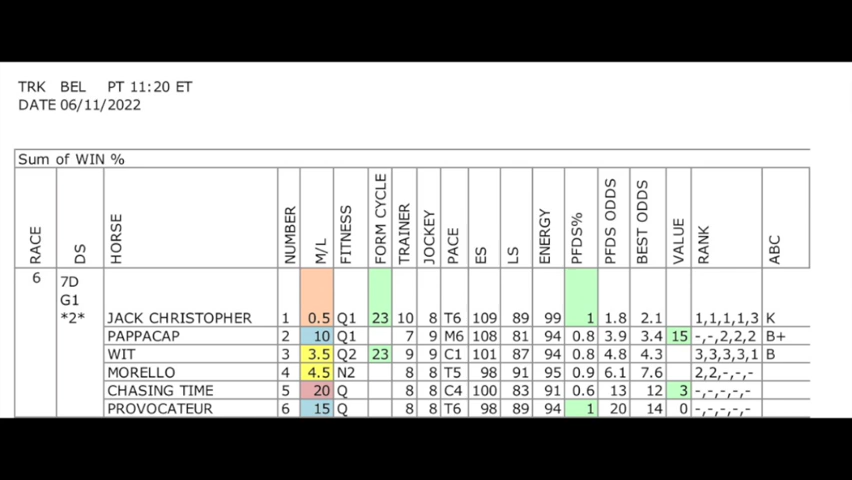 TRK BEL PT 11:20 ET
DATE 06/11/2022
Sum of WIN %
RACE DS HORSE NUMBER M/L FITNESS FORM CYCLE TRAINER JOCKEY PACE ES LS ENERGY PFDS% PFDS ODDS BEST ODDS VALUE RANK ABC
6 7D
G1
*2* JACK CHRISTOPHER 1 0.5 Q1 23 10 8 T6 109 89 99 1 1.8 2.1 1,1,1,1,3 K
PAPPACAP 2 10 Q1 7 9 M6 108 81 94 0.8 3.9 3.4 15 -,-,2,2,2 B+
WIT 3 3.5 Q2 23 9 9 C1 101 87 94 0.8 4.8 4.3 3,3,3,3,1 B
MORELLO 4 4.5 N2 8 8 T5 98 91 95 0.9 6.1 7.6 2,2,-,-,-
CHASING TIME 5 20 Q 8 8 C4 100 83 91 0.6 13 12 3 -,-,-,-,-
PROVOCATEUR 6 15 Q 8 8 T6 98 89 94 1 20 14 0 -,-,-,-,-